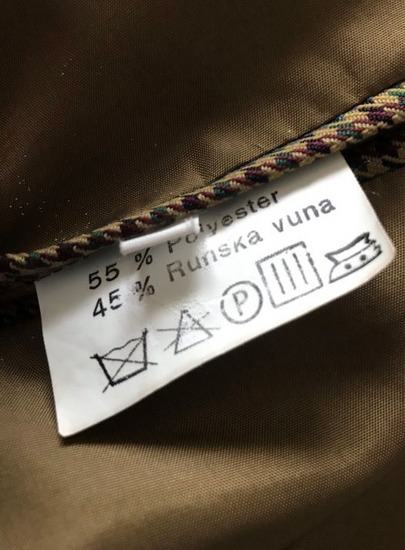 55 % Polyester
45 % Runska vuna
P